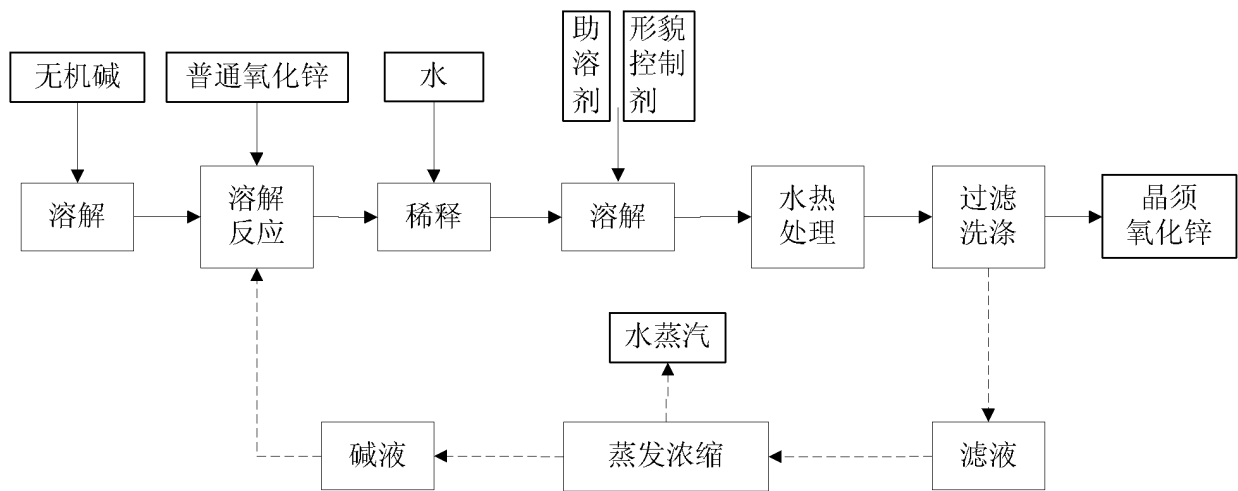 助
溶
剂
形貌
控制
剂
无机碱
普通氧化锌
水
溶解
溶解
反应
稀释
溶解
水热
处理
过滤
洗涤
晶须
氧化锌
水蒸汽
碱液
蒸发浓缩
滤液